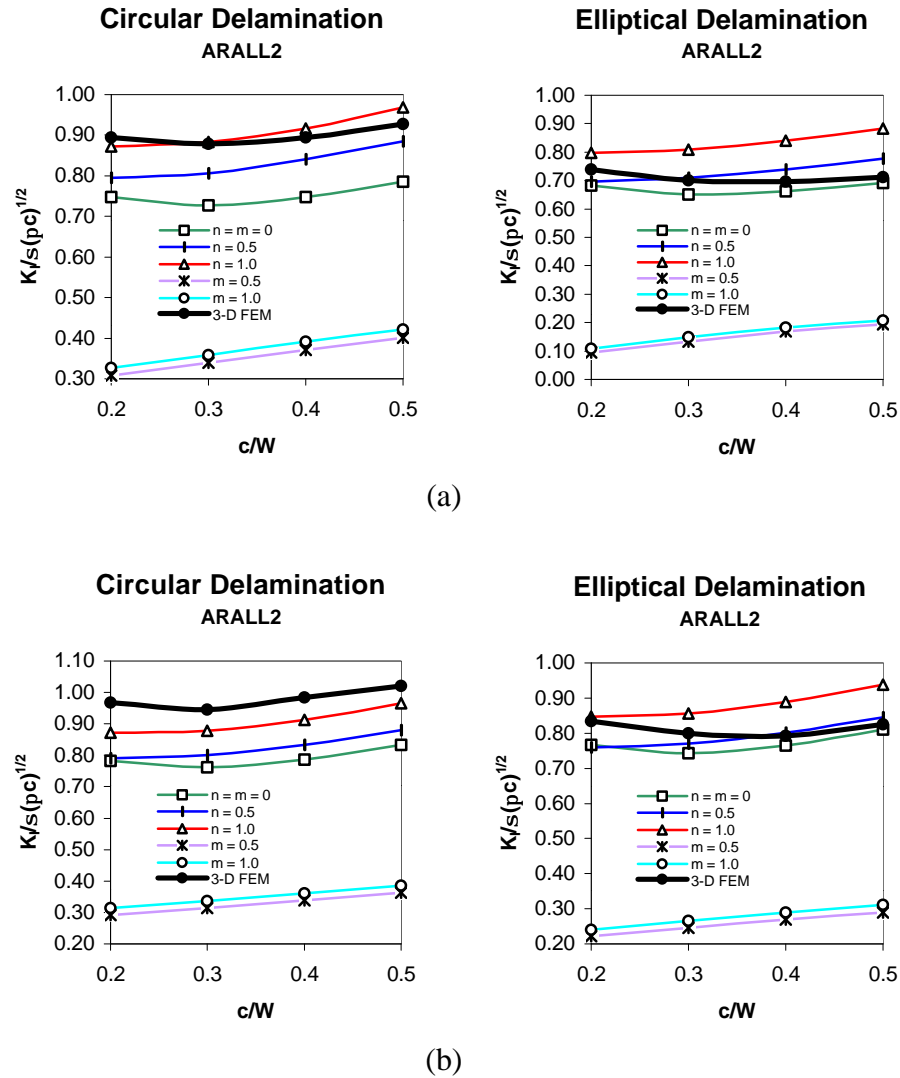 Circular Delamination
ARALL2
1.00
0.90
0.80
0.70
0.60
0.50
0.40
0.30
K_I/s(pc)^1/2
n = m = 0
n = 0.5
n = 1.0
m = 0.5
m = 1.0
3-D FEM
0.2 0.3 0.4 0.5
c/W
Elliptical Delamination
ARALL2
1.00
0.90
0.80
0.70
0.60
0.50
0.40
0.30
0.20
0.10
0.00
K_I/s(pc)^1/2
n = m = 0
n = 0.5
n = 1.0
m = 0.5
m = 1.0
3-D FEM
0.2 0.3 0.4 0.5
c/W
(a)
Circular Delamination
ARALL2
1.10
1.00
0.90
0.80
0.70
0.60
0.50
0.40
0.30
0.20
K_I/s(pc)^1/2
n = m = 0
n = 0.5
n = 1.0
m = 0.5
m = 1.0
3-D FEM
0.2 0.3 0.4 0.5
c/W
Elliptical Delamination
ARALL2
1.00
0.90
0.80
0.70
0.60
0.50
0.40
0.30
0.20
K_I/s(pc)^1/2
n = m = 0
n = 0.5
n = 1.0
m = 0.5
m = 1.0
3-D FEM
0.2 0.3 0.4 0.5
c/W
(b)